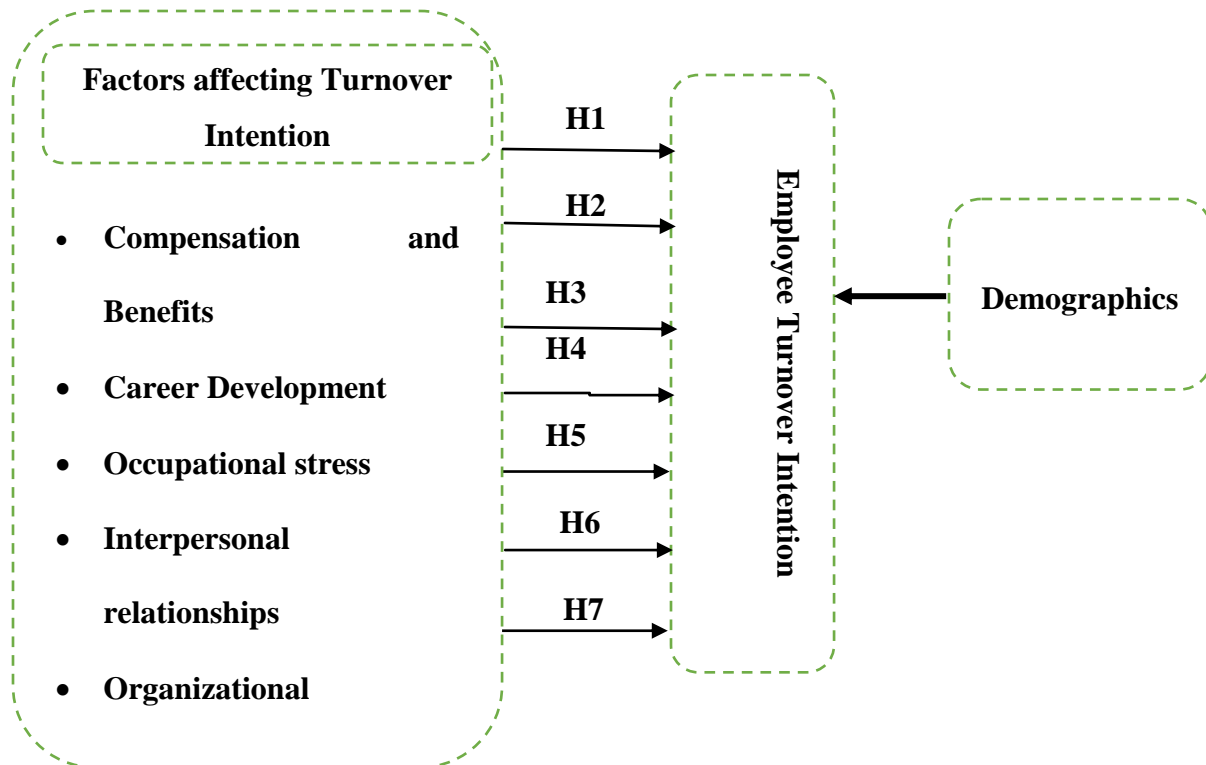 Factors affecting Turnover
Intention
• Compensation and
Benefits
• Career Development
• Occupational stress
• Interpersonal
relationships
• Organizational
H1
H2
H3
H4
H5
H6
H7
Employee Turnover Intention
Demographics